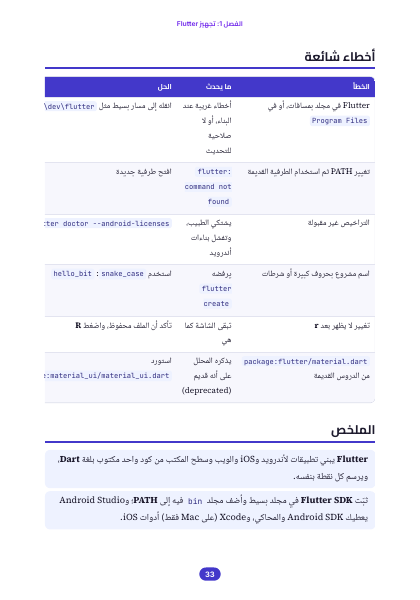 الفصل 1: تجهيز Flutter
أخطاء شائعة
الخطأ ما يحدث الحل
Flutter في مجلد بمسافات، أو في أخطاء غريبة عند انقله إلى مسار بسيط مثل \dev\flutter
Program Files البناء، أو لا
صلاحية
للتحديث
تغيير PATH ثم استخدام الطرفية القديمة flutter: افتح طرفية جديدة
command not
found
التراخيص غير مقبولة يشتكي الطبيب، ter doctor --android-licenses
وتفشل بناءات
أندرويد
اسم مشروع بحروف كبيرة أو شرطات يرفضه استخدم snake_case : hello_bit
flutter
create
تغيير لا يظهر بعد r تبقى الشاشة كما تأكد أن الملف محفوظ، واضغط R
هي
package:flutter/material.dart يذكره المحلل استورد
من الدروس القديمة على أنه قديم e:material_ui/material_ui.dart
(deprecated)
الملخص
Flutter يبني تطبيقات لأندرويد وiOS والويب وسطح المكتب من كود واحد مكتوب بلغة Dart،
ويرسم كل نقطة بنفسه.
ثبّت Flutter SDK في مجلد بسيط وأضف مجلد bin فيه إلى PATH؛ وAndroid Studio
يعطيك Android SDK والمحاكي، وXcode (على Mac فقط) أدوات iOS.
33